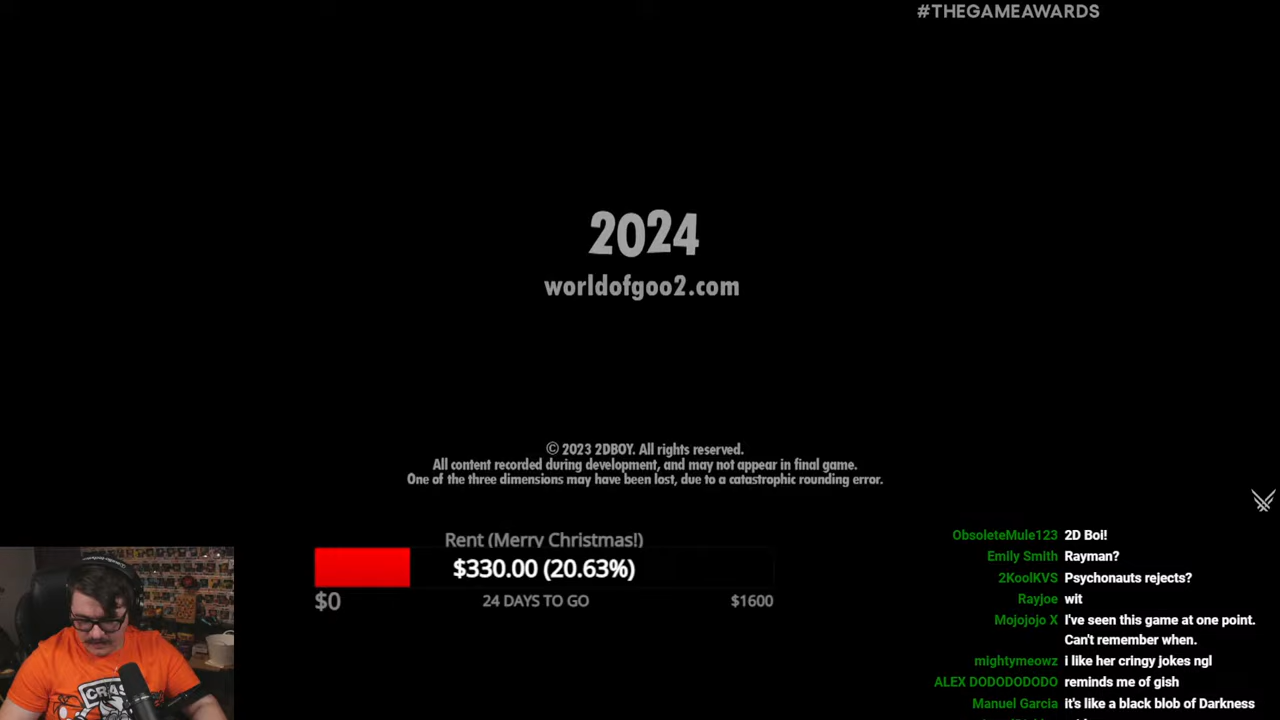 #THEGAMEAWARDS
2024
worldofgoo2.com
© 2023 2DBOY. All rights reserved.
All content recorded during development, and may not appear in final game.
One of the three dimensions may have been lost, due to a catastrophic rounding error.
Rent (Merry Christmas!)
$330.00 (20.63%)
$0 24 DAYS TO GO $1600
ObsoleteMule123 2D Boi!
Emily Smith Rayman?
2KoolKVS Psychonauts rejects?
Rayjoe wit
Mojojojo X I've seen this game at one point.
Can't remember when.
mightymeowz i like her cringy jokes ngl
ALEX DODODODODO reminds me of gish
Manuel Garcia it's like a black blob of Darkness
CRAS